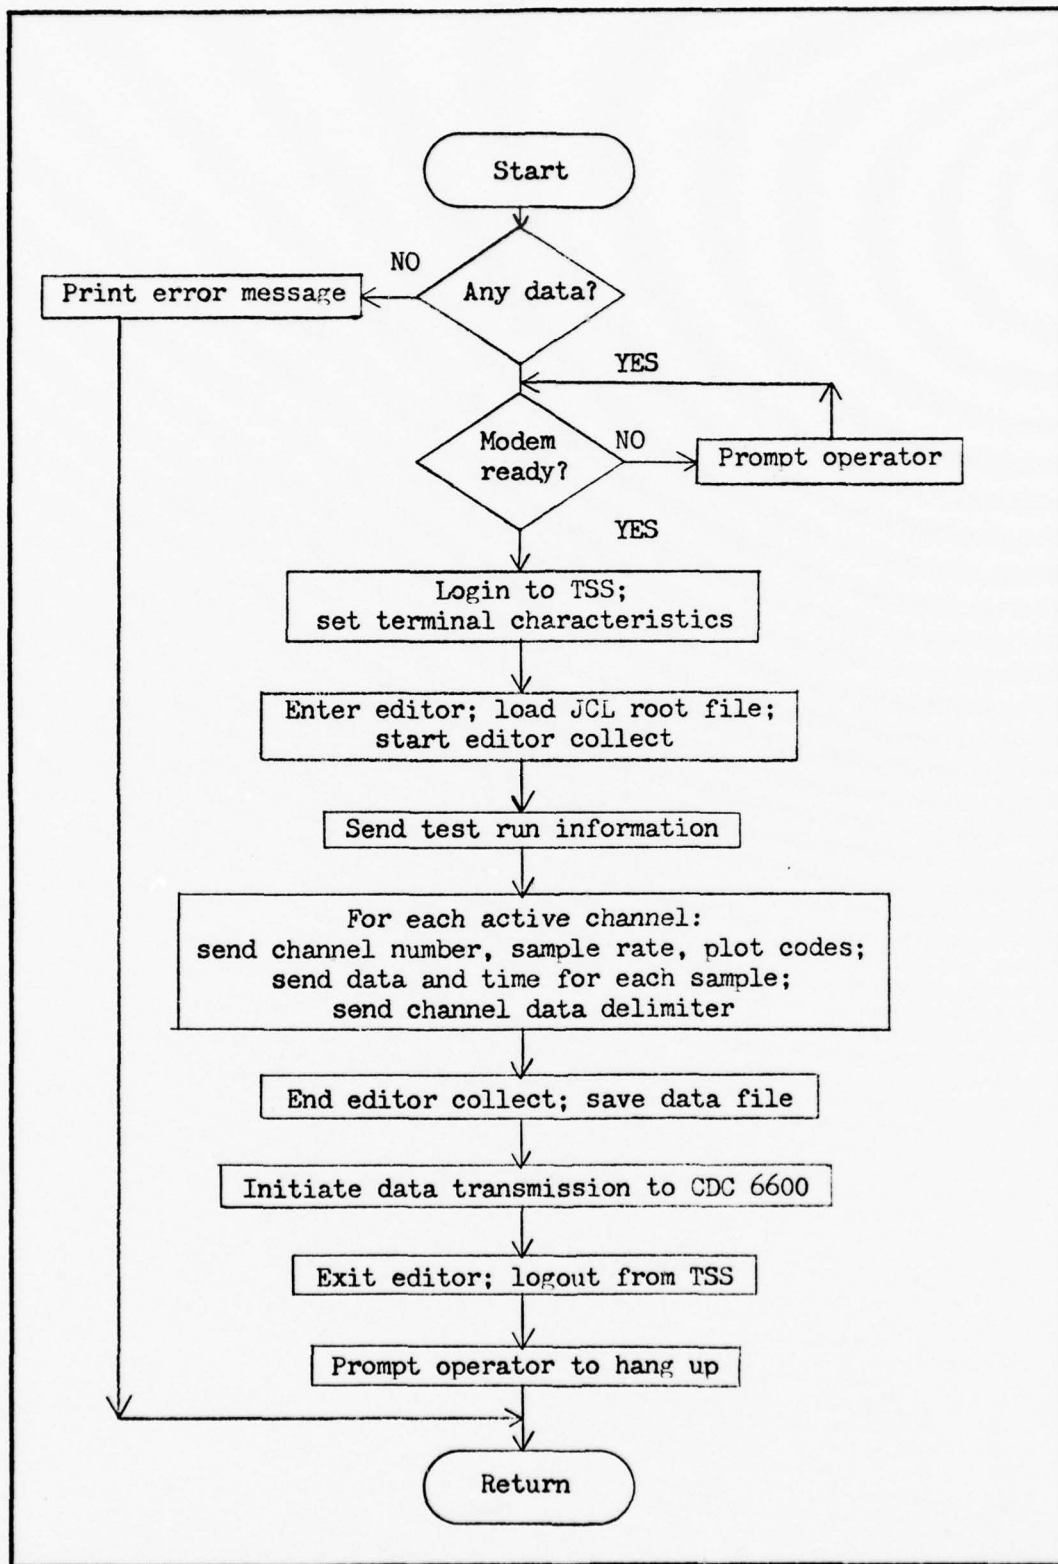 Start
NO
Any data?
Print error message
YES
Modem
ready?
NO
Prompt operator
YES
Login to TSS;
set terminal characteristics
Enter editor; load JCL root file;
start editor collect
Send test run information
For each active channel:
send channel number, sample rate, plot codes;
send data and time for each sample;
send channel data delimiter
End editor collect; save data file
Initiate data transmission to CDC 6600
Exit editor; logout from TSS
Prompt operator to hang up
Return